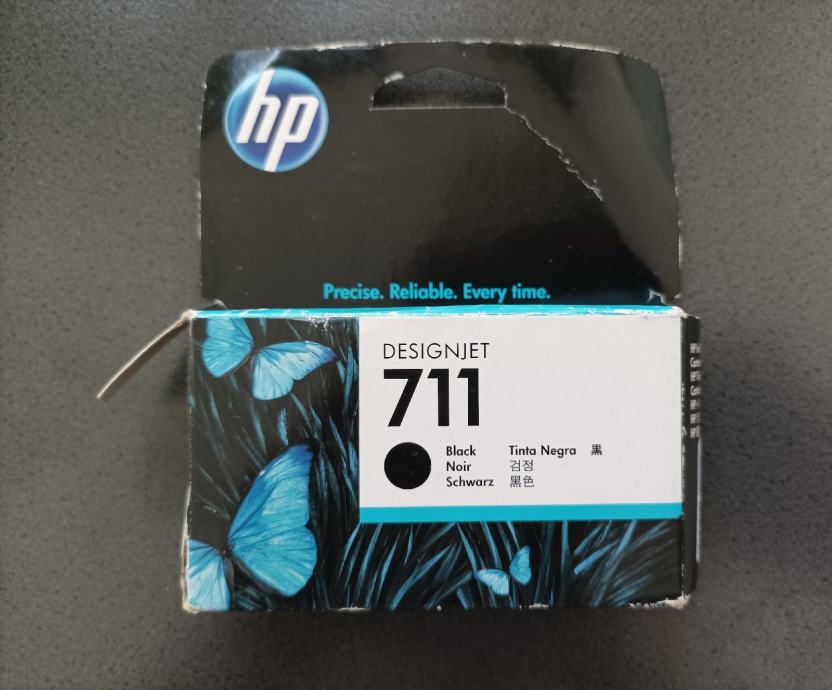 hp
Precise. Reliable. Every time.
DESIGNJET
711
Black Tinta Negra 黒
Noir 검정
Schwarz 黑色